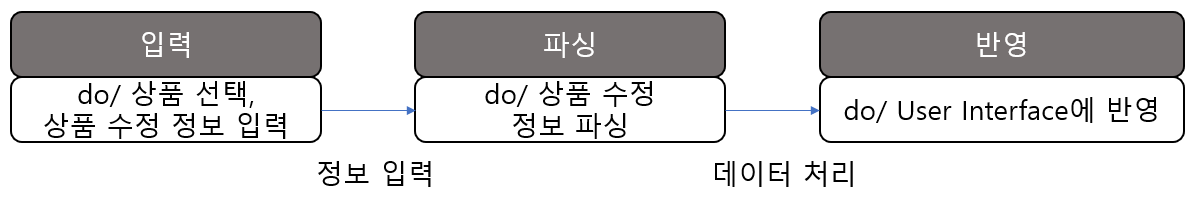 입력
do/ 상품 선택,
상품 수정 정보 입력
파싱
do/ 상품 수정
정보 파싱
반영
do/ User Interface에 반영
정보 입력
데이터 처리